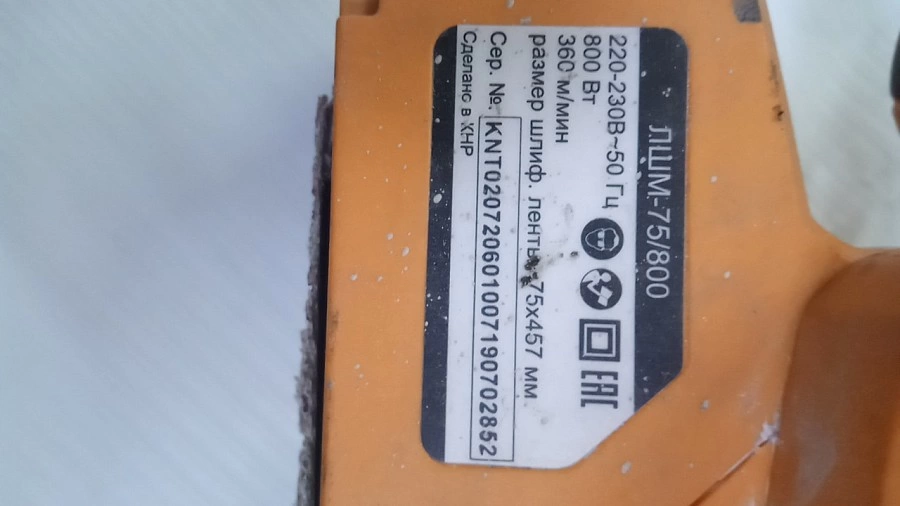 ЛШМ-75/800
220-230В~50 Гц
800 Вт
360 м/мин
размер шлиф. ленты -75х457 мм
Сер. №. KNT020720601007190702852
Сделано в КНР
EAC